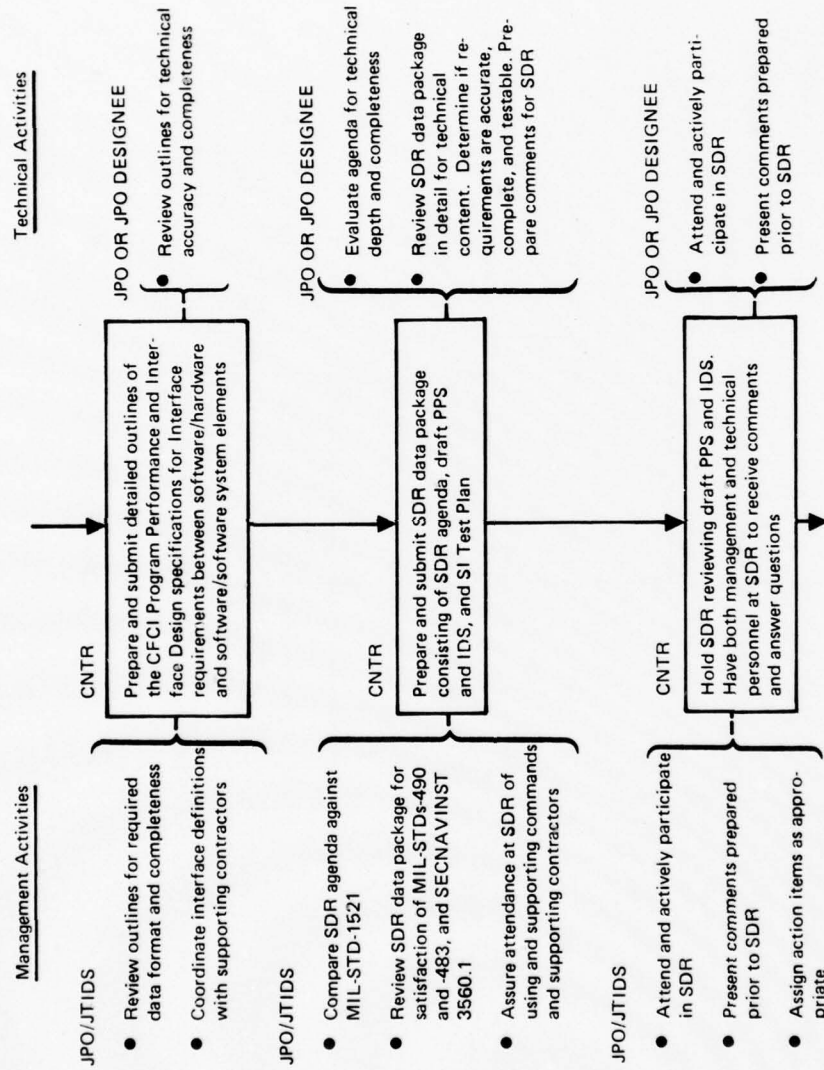 Management Activities
Technical Activities
JPO/JTIDS
● Review outlines for required
data format and completeness
● Coordinate interface definitions
with supporting contractors
CNTR
Prepare and submit detailed outlines of
the CFCI Program Performance and Inter-
face Design specifications for Interface
requirements between software/hardware
and software/software system elements
JPO OR JPO DESIGNEE
● Review outlines for technical
accuracy and completeness
JPO/JTIDS
● Compare SDR agenda against
MIL-STD-1521
● Review SDR data package for
satisfaction of MIL-STDs-490
and -483, and SECNAVINST
3560.1
● Assure attendance at SDR of
using and supporting commands
and supporting contractors
CNTR
Prepare and submit SDR data package
consisting of SDR agenda, draft PPS
and IDS, and SI Test Plan
JPO OR JPO DESIGNEE
● Evaluate agenda for technical
depth and completeness
● Review SDR data package
in detail for technical
content. Determine if re-
quirements are accurate,
complete, and testable. Pre-
pare comments for SDR
JPO/JTIDS
● Attend and actively participate
in SDR
● Present comments prepared
prior to SDR
● Assign action items as appro-
priate
CNTR
Hold SDR reviewing draft PPS and IDS.
Have both management and technical
personnel at SDR to receive comments
and answer questions
JPO OR JPO DESIGNEE
● Attend and actively parti-
cipate in SDR
● Present comments prepared
prior to SDR